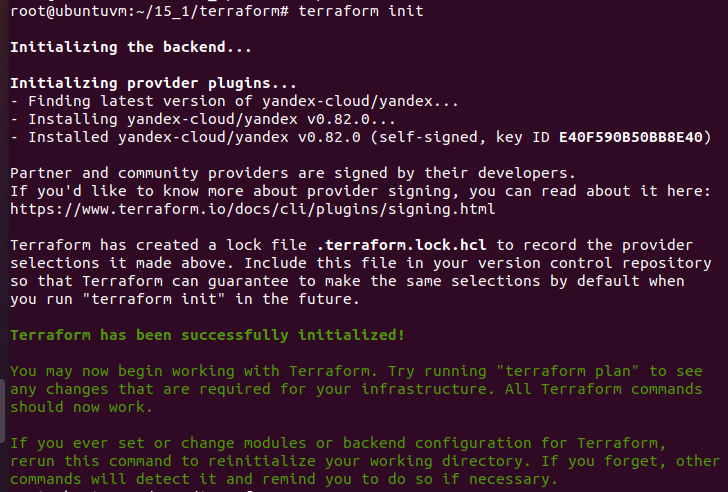 root@ubuntuvm:~/15_1/terraform# terraform init
Initializing the backend...
Initializing provider plugins...
- Finding latest version of yandex-cloud/yandex...
- Installing yandex-cloud/yandex v0.82.0...
- Installed yandex-cloud/yandex v0.82.0 (self-signed, key ID E40F590B50BB8E40)
Partner and community providers are signed by their developers.
If you'd like to know more about provider signing, you can read about it here:
https://www.terraform.io/docs/cli/plugins/signing.html
Terraform has created a lock file .terraform.lock.hcl to record the provider
selections it made above. Include this file in your version control repository
so that Terraform can guarantee to make the same selections by default when
you run "terraform init" in the future.
Terraform has been successfully initialized!
You may now begin working with Terraform. Try running "terraform plan" to see
any changes that are required for your infrastructure. All Terraform commands
should now work.
If you ever set or change modules or backend configuration for Terraform,
rerun this command to reinitialize your working directory. If you forget, other
commands will detect it and remind you to do so if necessary.